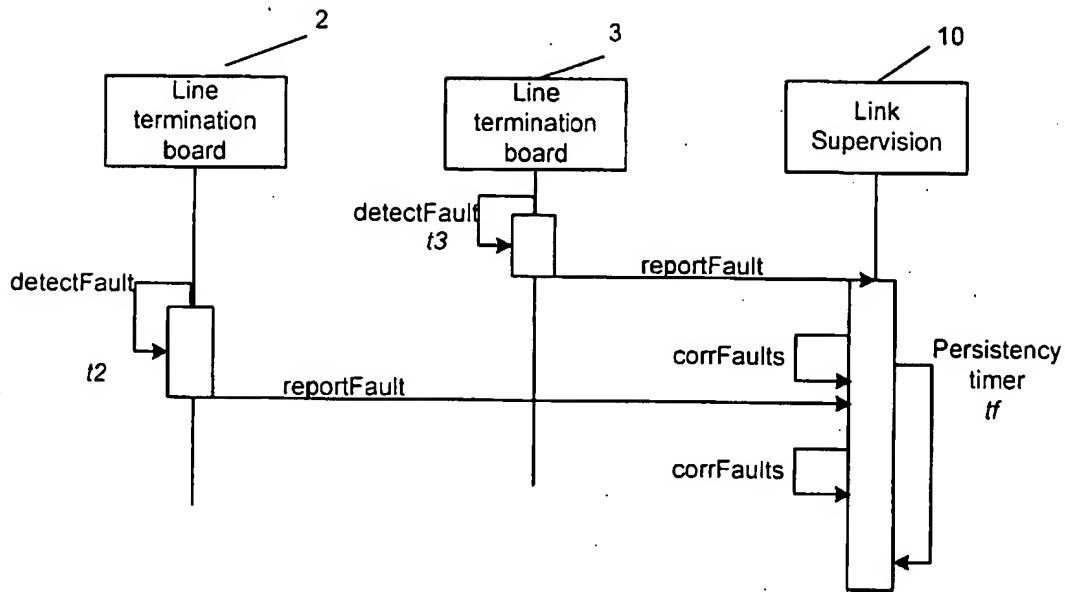 2
3
10
Line
termination
board
Line
termination
board
Link
Supervision
detectFault
t3
reportFault
detectFault
t2
corrFaults
Persistency
timer
tf
reportFault
corrFaults